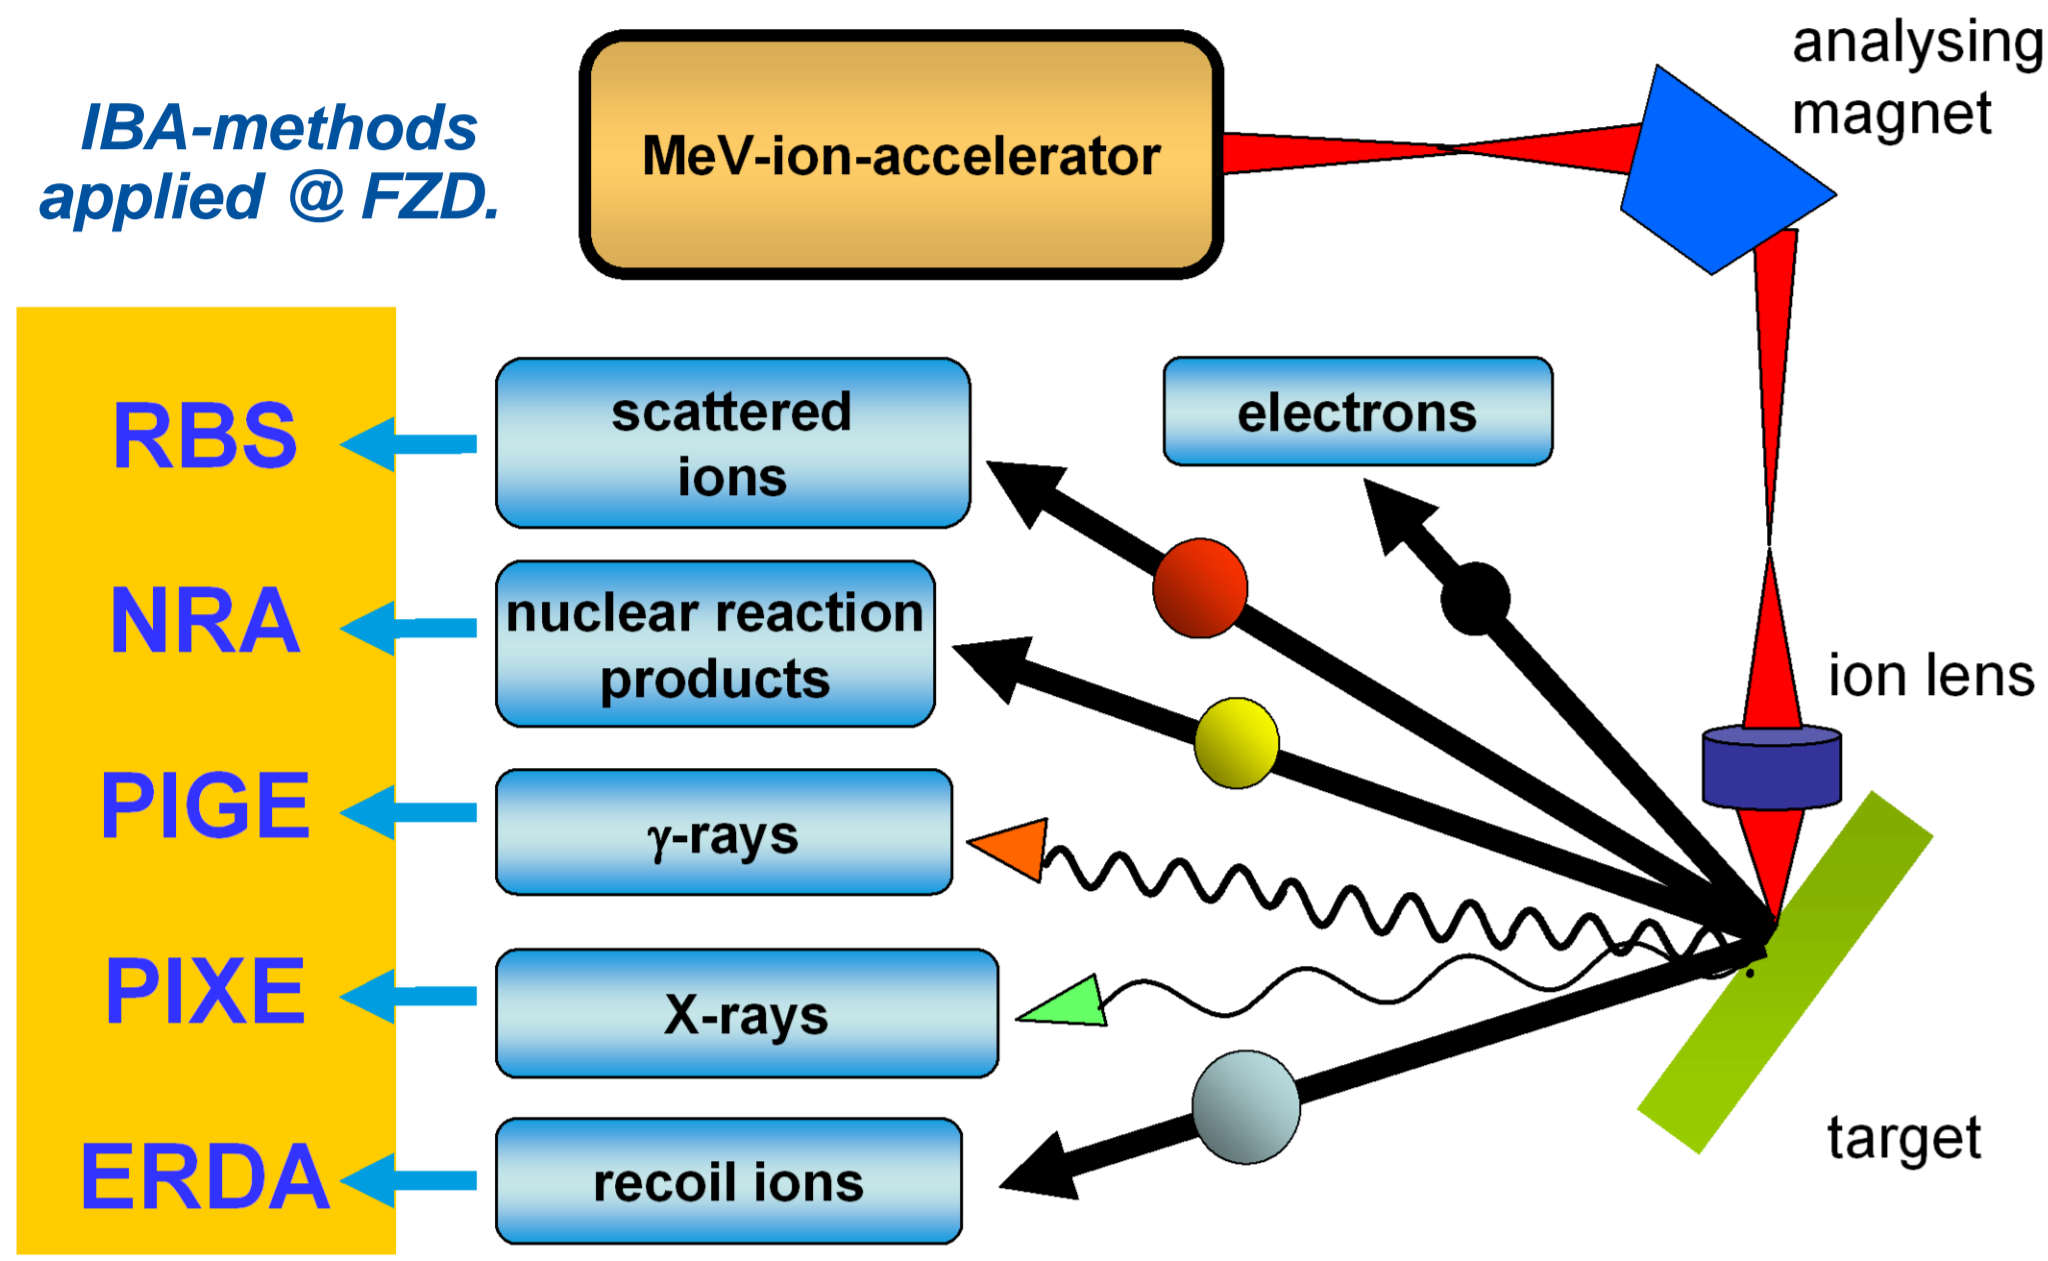 IBA-methods
applied @ FZD.
MeV-ion-accelerator
analysing
magnet
RBS
scattered
ions
electrons
NRA
nuclear reaction
products
ion lens
PIGE
γ-rays
PIXE
X-rays
ERDA
recoil ions
target